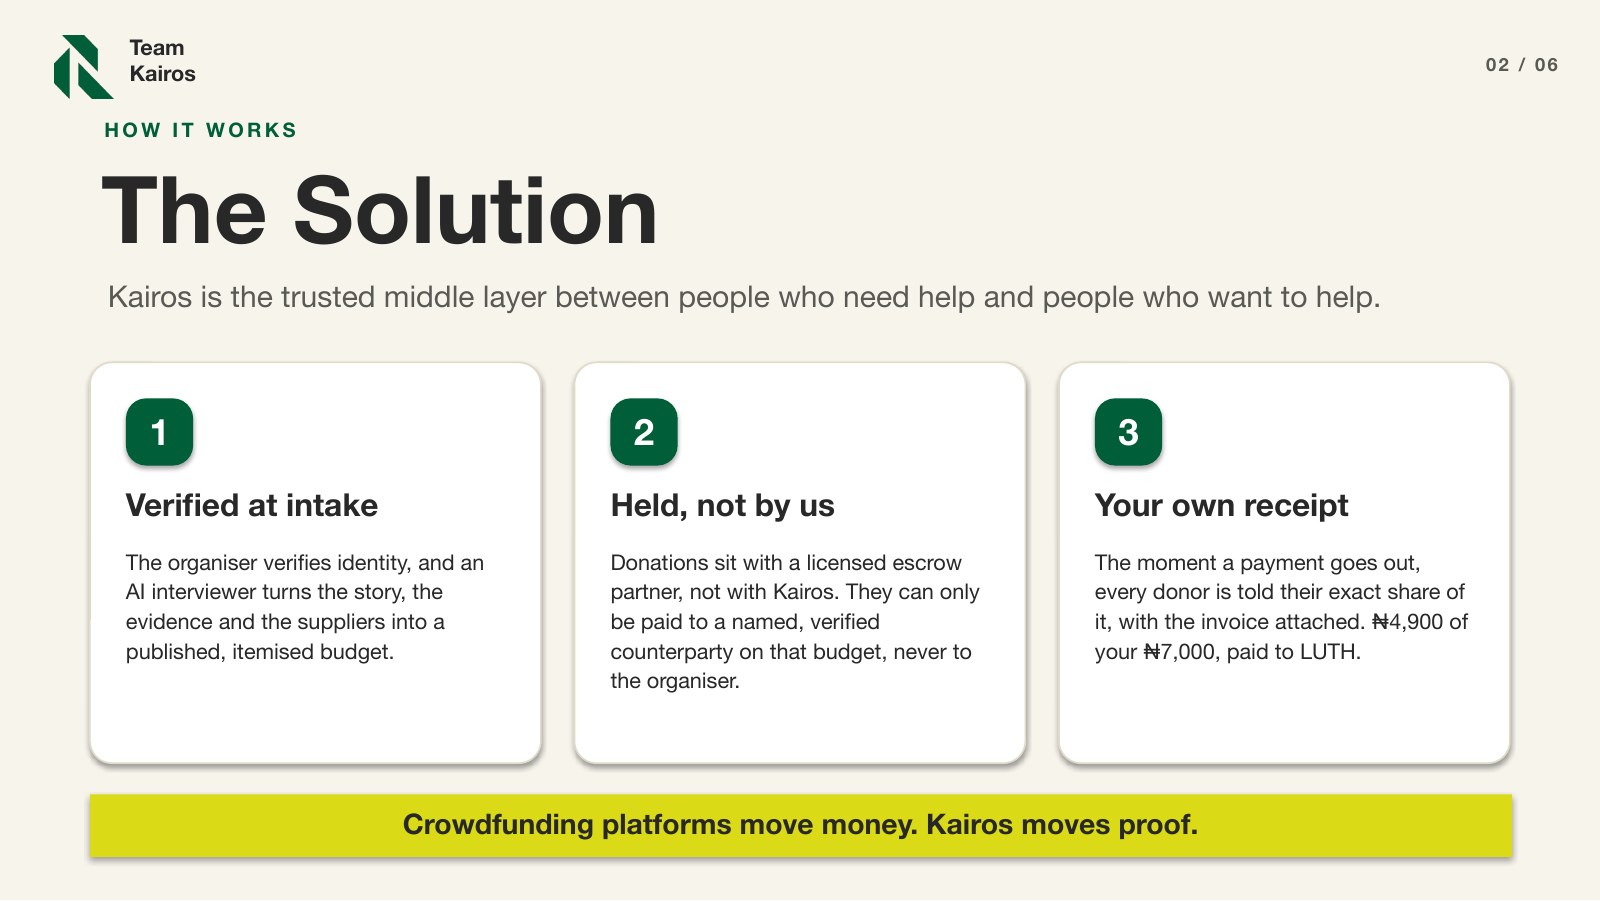 Team
Kairos
02 / 06
HOW IT WORKS
The Solution
Kairos is the trusted middle layer between people who need help and people who want to help.
1
Verified at intake
The organiser verifies identity, and an
AI interviewer turns the story, the
evidence and the suppliers into a
published, itemised budget.
2
Held, not by us
Donations sit with a licensed escrow
partner, not with Kairos. They can only
be paid to a named, verified
counterparty on that budget, never to
the organiser.
3
Your own receipt
The moment a payment goes out,
every donor is told their exact share of
it, with the invoice attached. ₦4,900 of
your ₦7,000, paid to LUTH.
Crowdfunding platforms move money. Kairos moves proof.